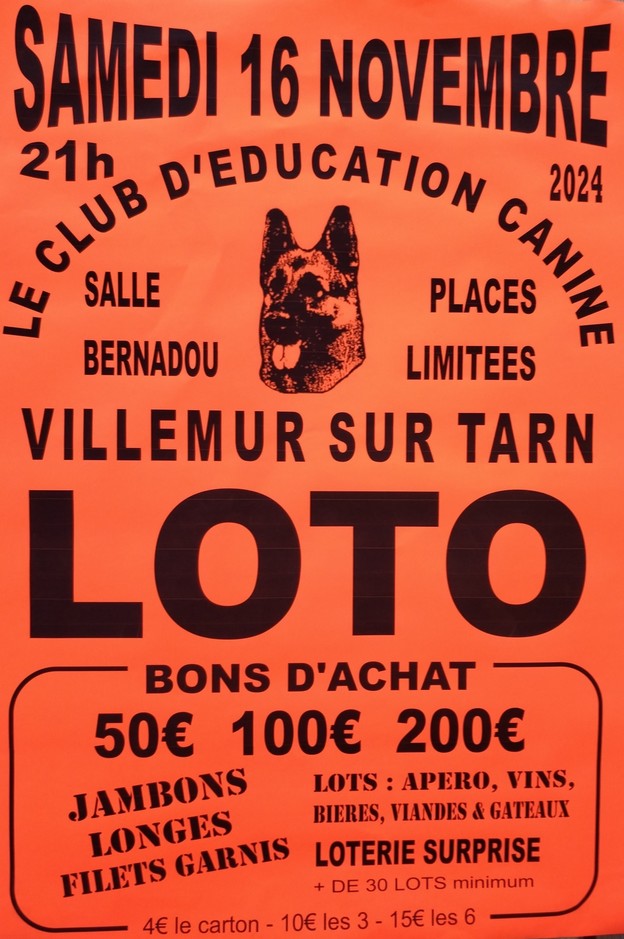 SAMEDI 16 NOVEMBRE
21h
2024
LE CLUB D'EDUCATION CANINE
SALLE
BERNADOU
PLACES
LIMITEES
VILLEMUR SUR TARN
LOTO
BONS D'ACHAT
50€ 100€ 200€
JAMBONS
LONGES
FILETS GARNIS
LOTS : APERO, VINS,
BIERES, VIANDES & GATEAUX
LOTERIE SURPRISE
+ DE 30 LOTS minimum
4€ le carton - 10€ les 3 - 15€ les 6